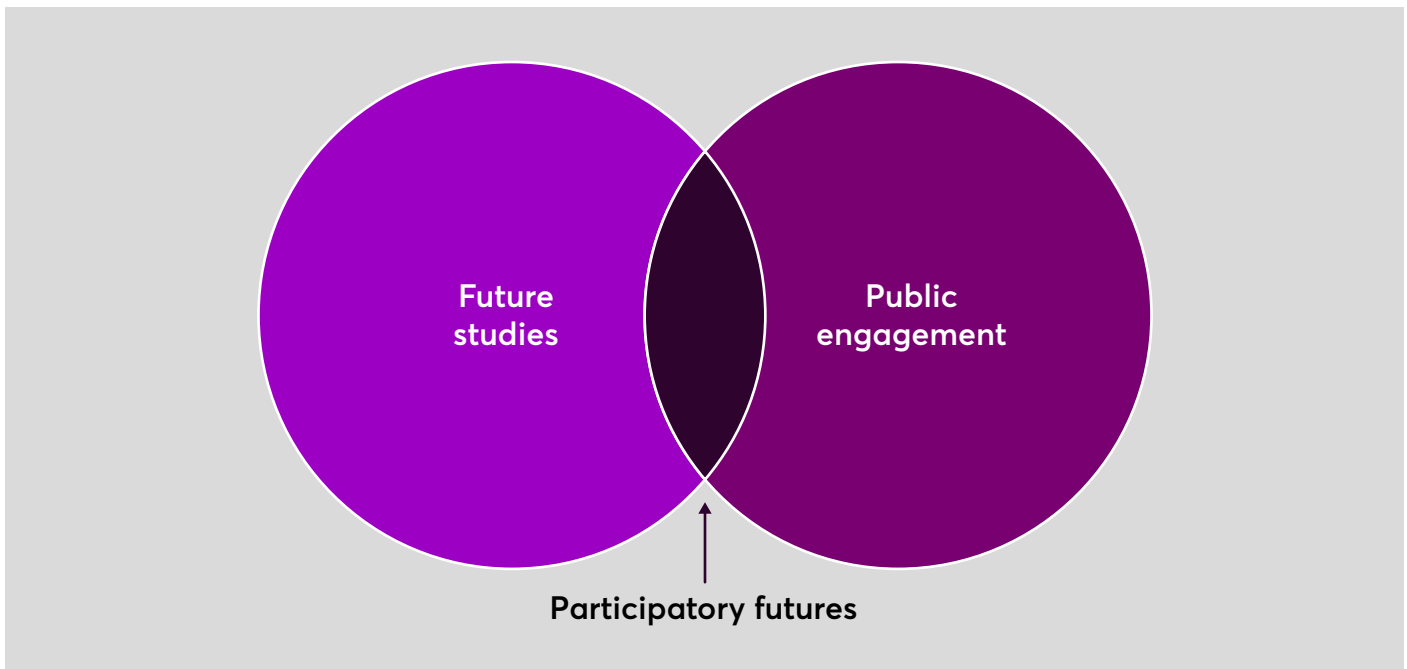 Future
studies
Public
engagement
Participatory futures